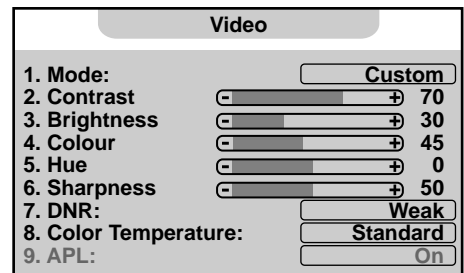 Video
1. Mode: Custom
2. Contrast - + 70
3. Brightness - + 30
4. Colour - + 45
5. Hue - + 0
6. Sharpness - + 50
7. DNR: Weak
8. Color Temperature: Standard
9. APL: On